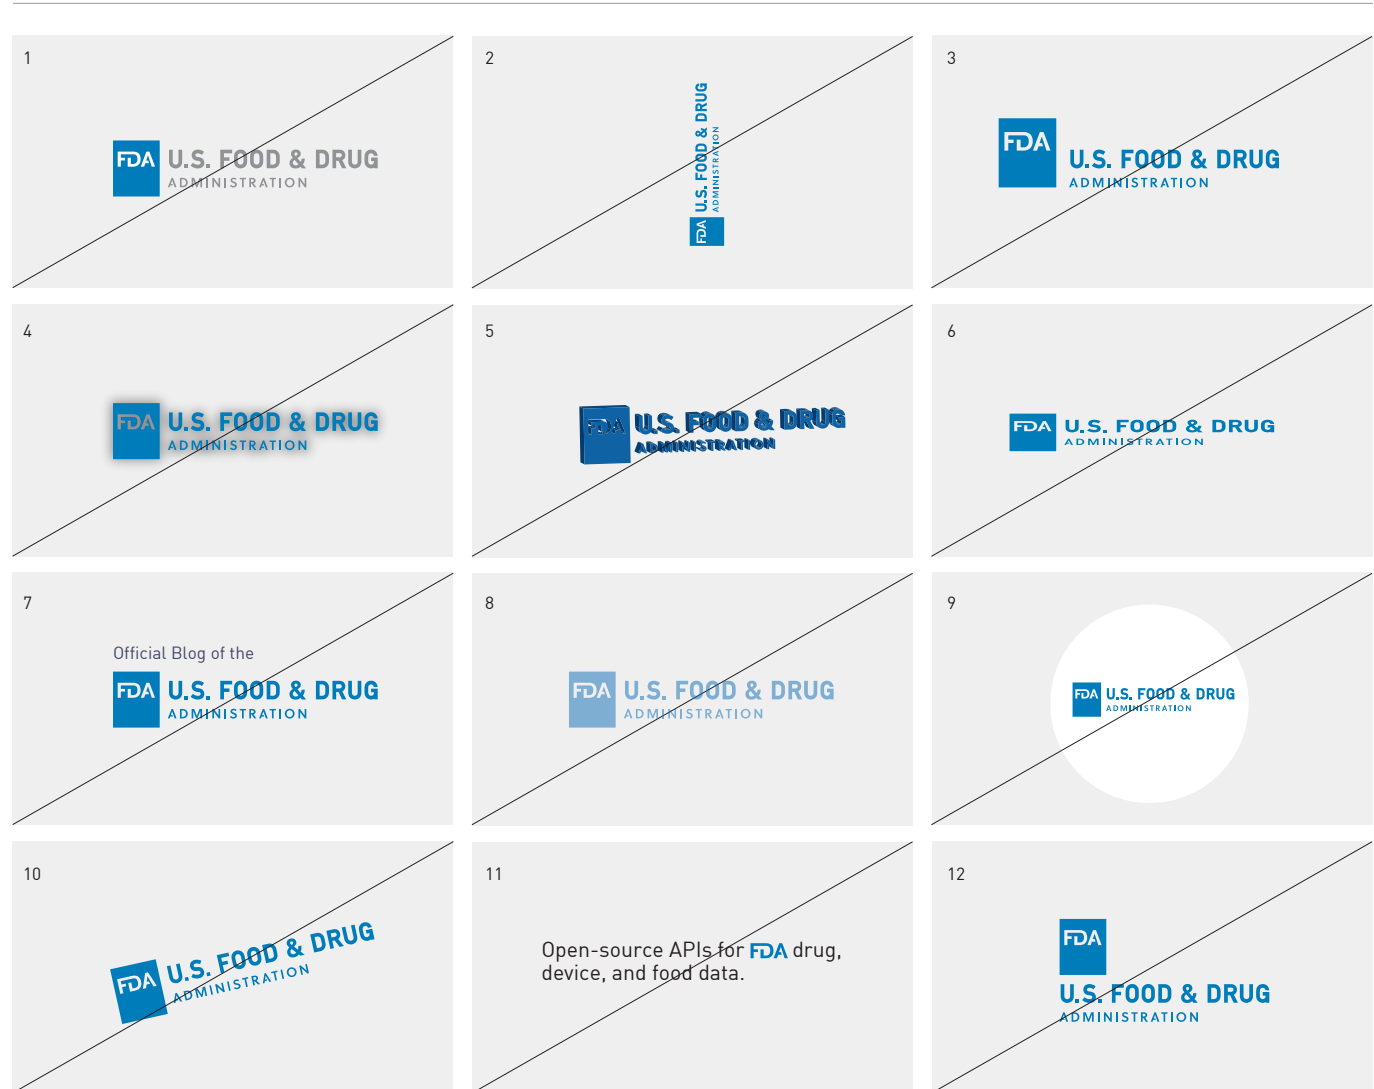 1
FDA U.S. FOOD & DRUG
ADMINISTRATION
2
FDA U.S. FOOD & DRUG
ADMINISTRATION
3
FDA
U.S. FOOD & DRUG
ADMINISTRATION
4
FDA U.S. FOOD & DRUG
ADMINISTRATION
5
FDA U.S. FOOD & DRUG
ADMINISTRATION
6
FDA U.S. FOOD & DRUG
ADMINISTRATION
7
Official Blog of the
FDA U.S. FOOD & DRUG
ADMINISTRATION
8
FDA U.S. FOOD & DRUG
ADMINISTRATION
9
FDA U.S. FOOD & DRUG
ADMINISTRATION
10
FDA U.S. FOOD & DRUG
ADMINISTRATION
11
Open-source APIs for FDA drug,
device, and food data.
12
FDA
U.S. FOOD & DRUG
ADMINISTRATION